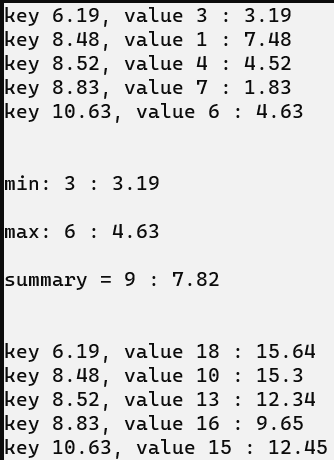 key 6.19, value 3 : 3.19
key 8.48, value 1 : 7.48
key 8.52, value 4 : 4.52
key 8.83, value 7 : 1.83
key 10.63, value 6 : 4.63
min: 3 : 3.19
max: 6 : 4.63
summary = 9 : 7.82
key 6.19, value 18 : 15.64
key 8.48, value 10 : 15.3
key 8.52, value 13 : 12.34
key 8.83, value 16 : 9.65
key 10.63, value 15 : 12.45